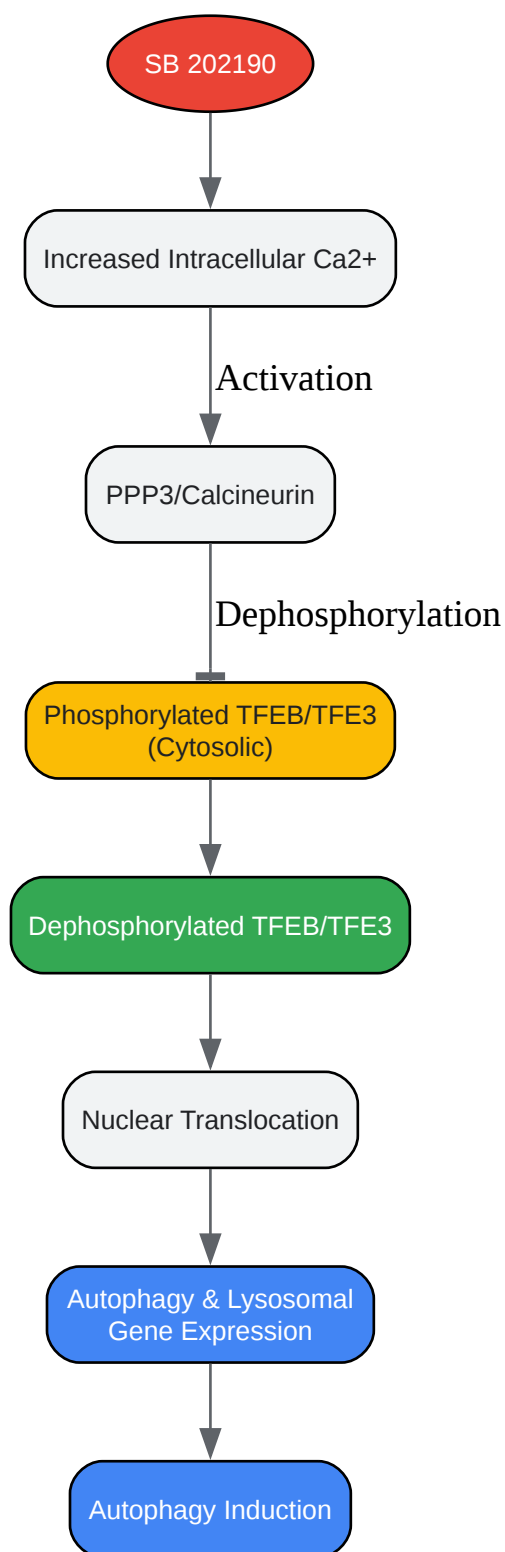 SB 202190
Increased Intracellular Ca2+
Activation
PPP3/Calcineurin
Dephosphorylation
Phosphorylated TFEB/TFE3
(Cytosolic)
Dephosphorylated TFEB/TFE3
Nuclear Translocation
Autophagy & Lysosomal
Gene Expression
Autophagy Induction